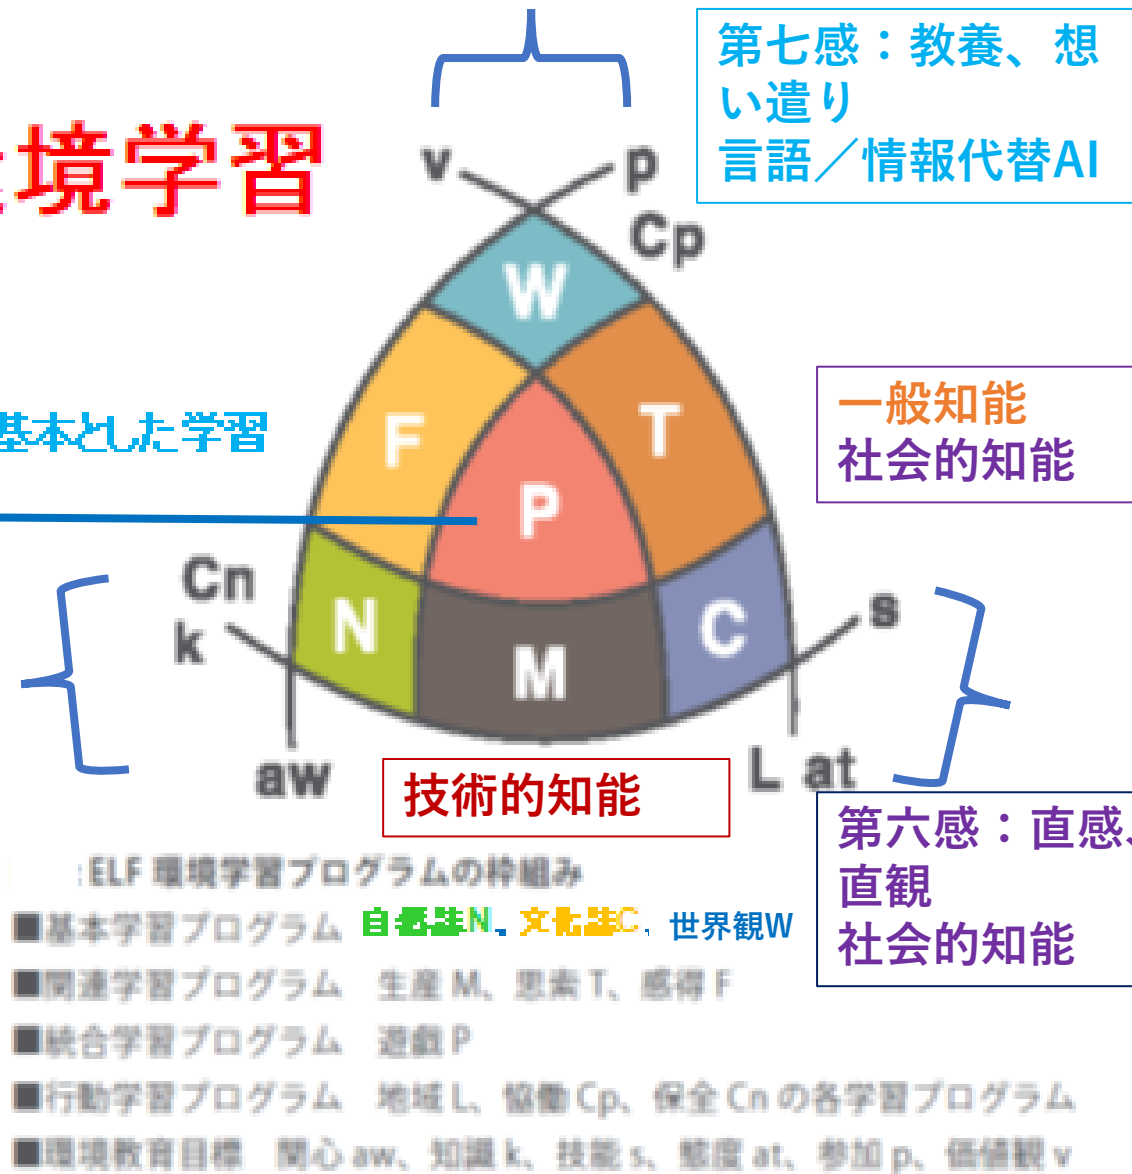 第七感：教養、想
い遣り
言語／情報代替AI
境学習
v
p
Cp
W
一般知能
社会的知能
基本とした学習
F
T
P
Cn
k
N
M
C
s
aw
L at
技術的知能
第六感：直感、
直観
社会的知能
：ELF 環境学習プログラムの枠組み
■基本学習プログラム 自然誌N、文化誌C、世界観W
■関連学習プログラム 生産 M、思索 T、感得 F
■統合学習プログラム 遊戯 P
■行動学習プログラム 地域 L、協働 Cp、保全 Cn の各学習プログラム
■環境教育目標 関心 aw、知識 k、技能 s、態度 at、参加 p、価値観 v